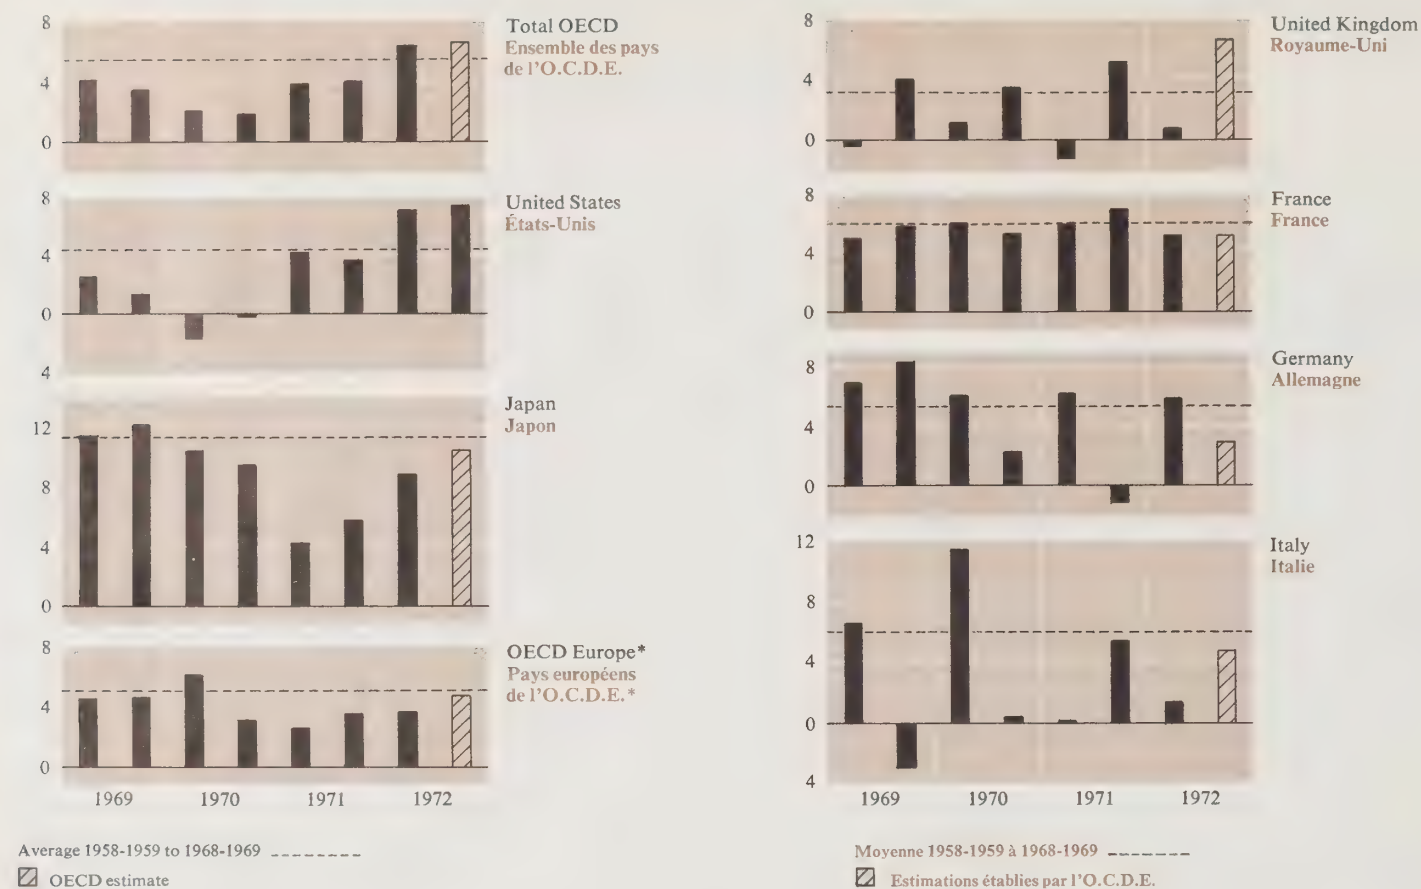 8
4
0
Total OECD
Ensemble des pays
de l'O.C.D.E.
8
4
0
4
United States
États-Unis
12
8
4
0
Japan
Japon
8
4
0
OECD Europe*
Pays européens
de l'O.C.D.E.*
1969 1970 1971 1972
Average 1958-1959 to 1968-1969
OECD estimate
8
4
0
United Kingdom
Royaume-Uni
8
4
0
France
France
8
4
0
Germany
Allemagne
12
8
4
0
4
Italy
Italie
1969 1970 1971 1972
Moyenne 1958-1959 à 1968-1969
Estimations établies par l'O.C.D.E.